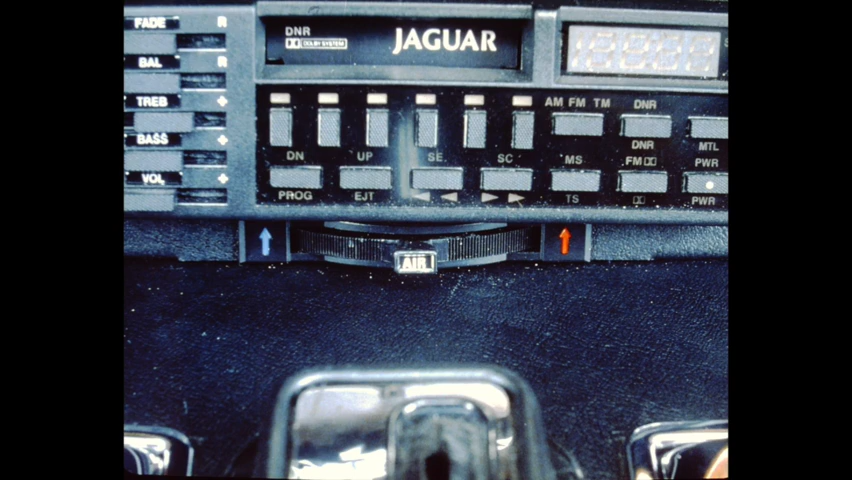 FADE R
DNR
DOLBY SYSTEM
JAGUAR
BAL R
TREB +
BASS +
VOL +
AM FM TM DNR
DN UP SE SC MS DNR MTL
FM PWR
PROG EJT TS PWR
AIR